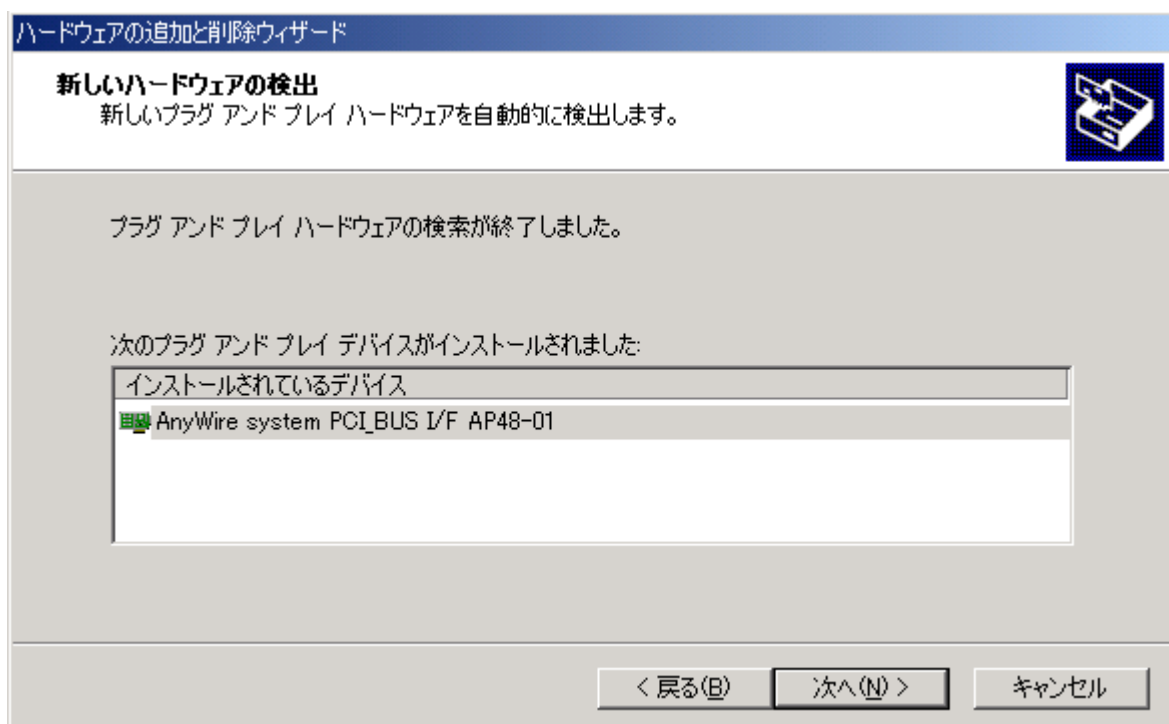 ハードウェアの追加と削除ウィザード
新しいハードウェアの検出
新しいプラグ アンド プレイ ハードウェアを自動的に検出します。
プラグ アンド プレイ ハードウェアの検索が終了しました。
次のプラグ アンド プレイ デバイスがインストールされました:
インストールされているデバイス
AnyWire system PCI_BUS I/F AP48-01
< 戻る(B) 次へ(N) > キャンセル